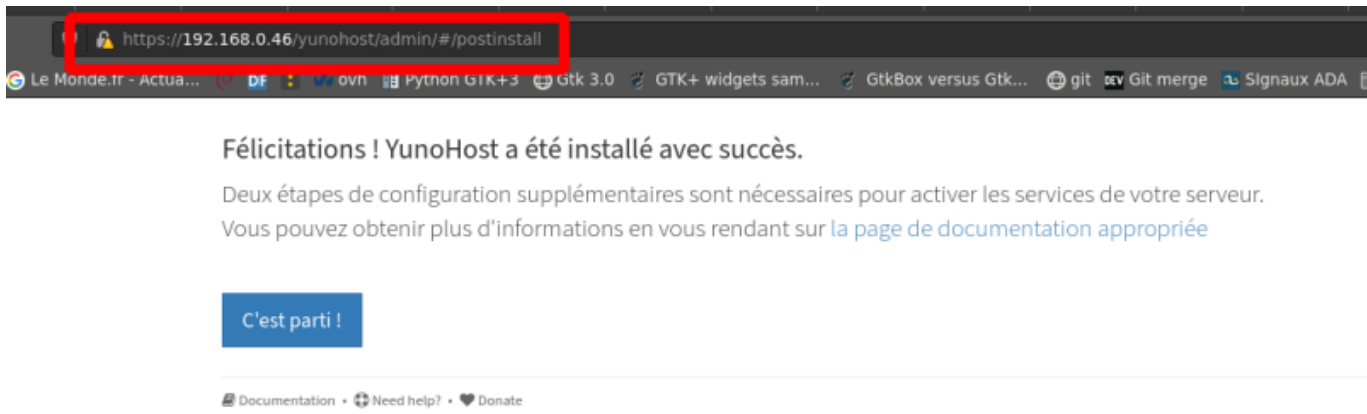 https://192.168.0.46/yunohost/admin/#/postinstall
Le Monde.fr - Actua... DF ovh Python GTK+3 Gtk 3.0 GTK+ widgets sam... GtkBox versus Gtk... git DEV Git merge SIgnaux ADA
Félicitations ! YunoHost a été installé avec succès.
Deux étapes de configuration supplémentaires sont nécessaires pour activer les services de votre serveur.
Vous pouvez obtenir plus d'informations en vous rendant sur la page de documentation appropriée
C'est parti !
Documentation • Need help? • Donate